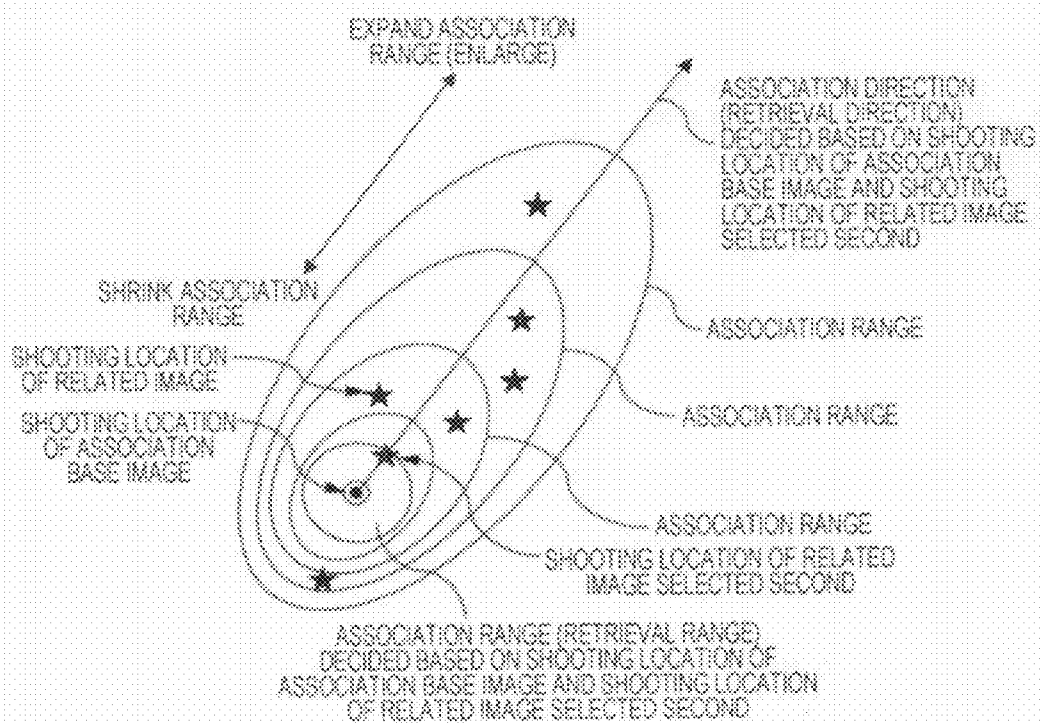 EXPAND ASSOCIATION
RANGE (ENLARGE)
ASSOCIATION DIRECTION
(RETRIEVAL DIRECTION)
DECIDED BASED ON SHOOTING
LOCATION OF ASSOCIATION
BASE IMAGE AND SHOOTING
LOCATION OF RELATED IMAGE
SELECTED SECOND
SHRINK ASSOCIATION
RANGE
ASSOCIATION RANGE
SHOOTING LOCATION
OF RELATED IMAGE
ASSOCIATION RANGE
SHOOTING LOCATION
OF ASSOCIATION
BASE IMAGE
ASSOCIATION RANGE
SHOOTING LOCATION OF RELATED
IMAGE SELECTED SECOND
ASSOCIATION RANGE (RETRIEVAL RANGE)
DECIDED BASED ON SHOOTING LOCATION OF
ASSOCIATION BASE IMAGE AND SHOOTING LOCATION
OF RELATED IMAGE SELECTED SECOND